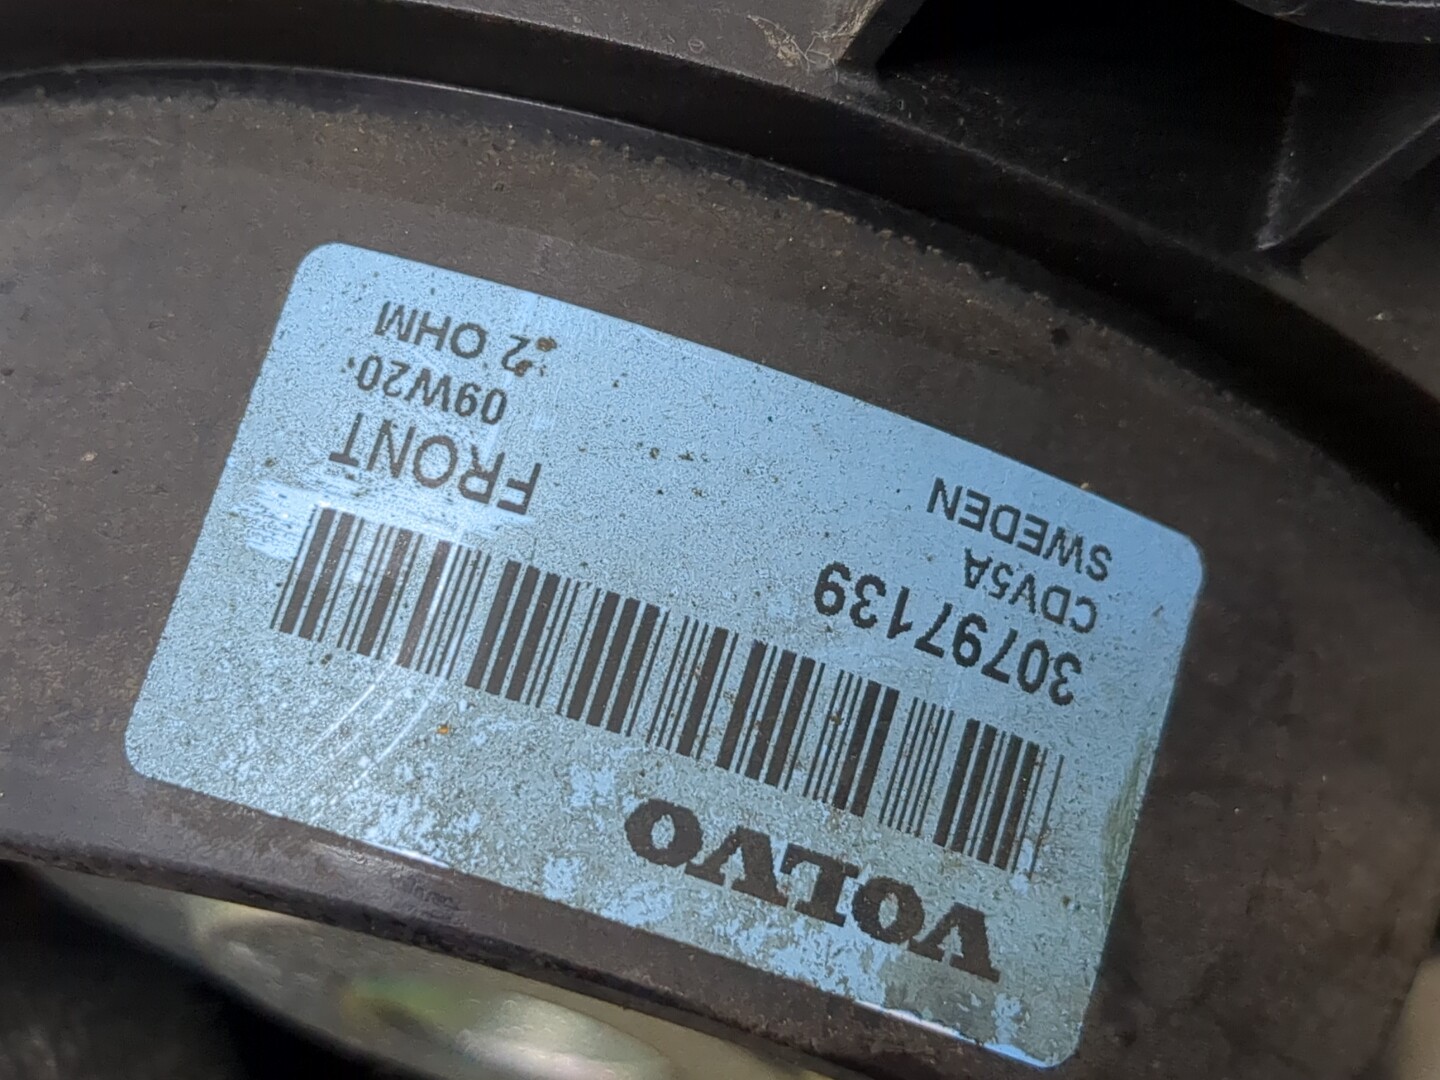 VOLVO
30797139
CDV5A
SWEDEN
FRONT
09W20.
2 OHM